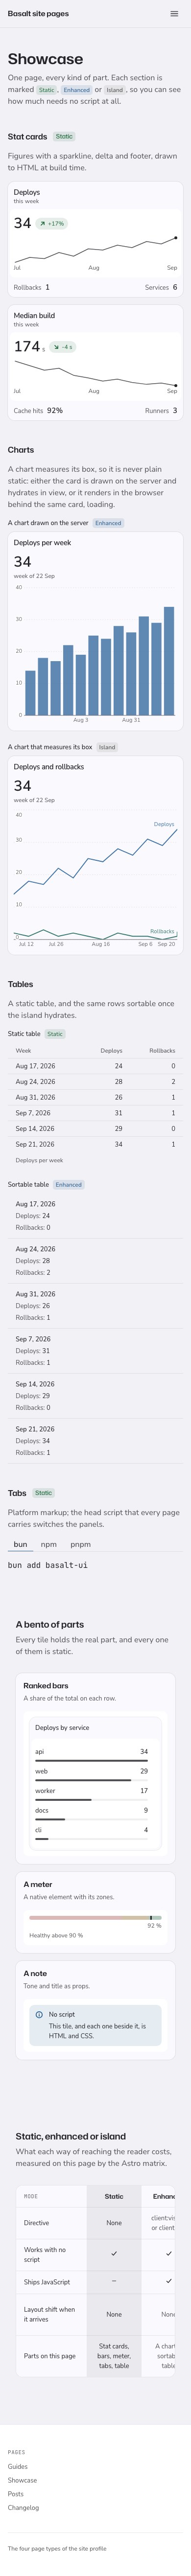 Basalt site pages
Showcase
One page, every kind of part. Each section is
marked Static, Enhanced or Island, so you can see
how much needs no script at all.
Stat cards Static
Figures with a sparkline, delta and footer, drawn
to HTML at build time.
Deploys
this week
34 +17%
Jul Aug Sep
Rollbacks 1 Services 6
Median build
this week
174 s -4 s
Jul Aug Sep
Cache hits 92% Runners 3
Charts
A chart measures its box, so it is never plain
static: either the card is drawn on the server and
hydrates in view, or it renders in the browser
behind the same card, loading.
A chart drawn on the server Enhanced
Deploys per week
34
week of 22 Sep
40
30
20
10
0
Aug 3 Aug 31
A chart that measures its box Island
Deploys and rollbacks
34
week of 22 Sep
40
Deploys
30
20
10
Rollbacks
0
Jul 12 Jul 26 Aug 16 Sep 6 Sep 20
Tables
A static table, and the same rows sortable once
the island hydrates.
Static table Static
Week Deploys Rollbacks
Aug 17, 2026 24 0
Aug 24, 2026 28 2
Aug 31, 2026 26 1
Sep 7, 2026 31 1
Sep 14, 2026 29 0
Sep 21, 2026 34 1
Deploys per week
Sortable table Enhanced
Aug 17, 2026
Deploys: 24
Rollbacks: 0
Aug 24, 2026
Deploys: 28
Rollbacks: 2
Aug 31, 2026
Deploys: 26
Rollbacks: 1
Sep 7, 2026
Deploys: 31
Rollbacks: 1
Sep 14, 2026
Deploys: 29
Rollbacks: 0
Sep 21, 2026
Deploys: 34
Rollbacks: 1
Tabs Static
Platform markup; the head script that every page
carries switches the panels.
bun npm pnpm
bun add basalt-ui
A bento of parts
Every tile holds the real part, and every one
of them is static.
Ranked bars
A share of the total on each row.
Deploys by service
api 34
web 29
worker 17
docs 9
cli 4
A meter
A native element with its zones.
92 %
Healthy above 90 %
A note
Tone and title as props.
No script
This tile, and each one beside it, is
HTML and CSS.
Static, enhanced or island
What each way of reaching the reader costs,
measured on this page by the Astro matrix.
MODE Static Enhanc
Directive None client:vis
or client:
Works with no
script
Ships JavaScript –
Layout shift when
it arrives None Non
Parts on this page Stat cards,
bars, meter,
tabs, table A chart
sortab
table
PAGES
Guides
Showcase
Posts
Changelog
The four page types of the site profile